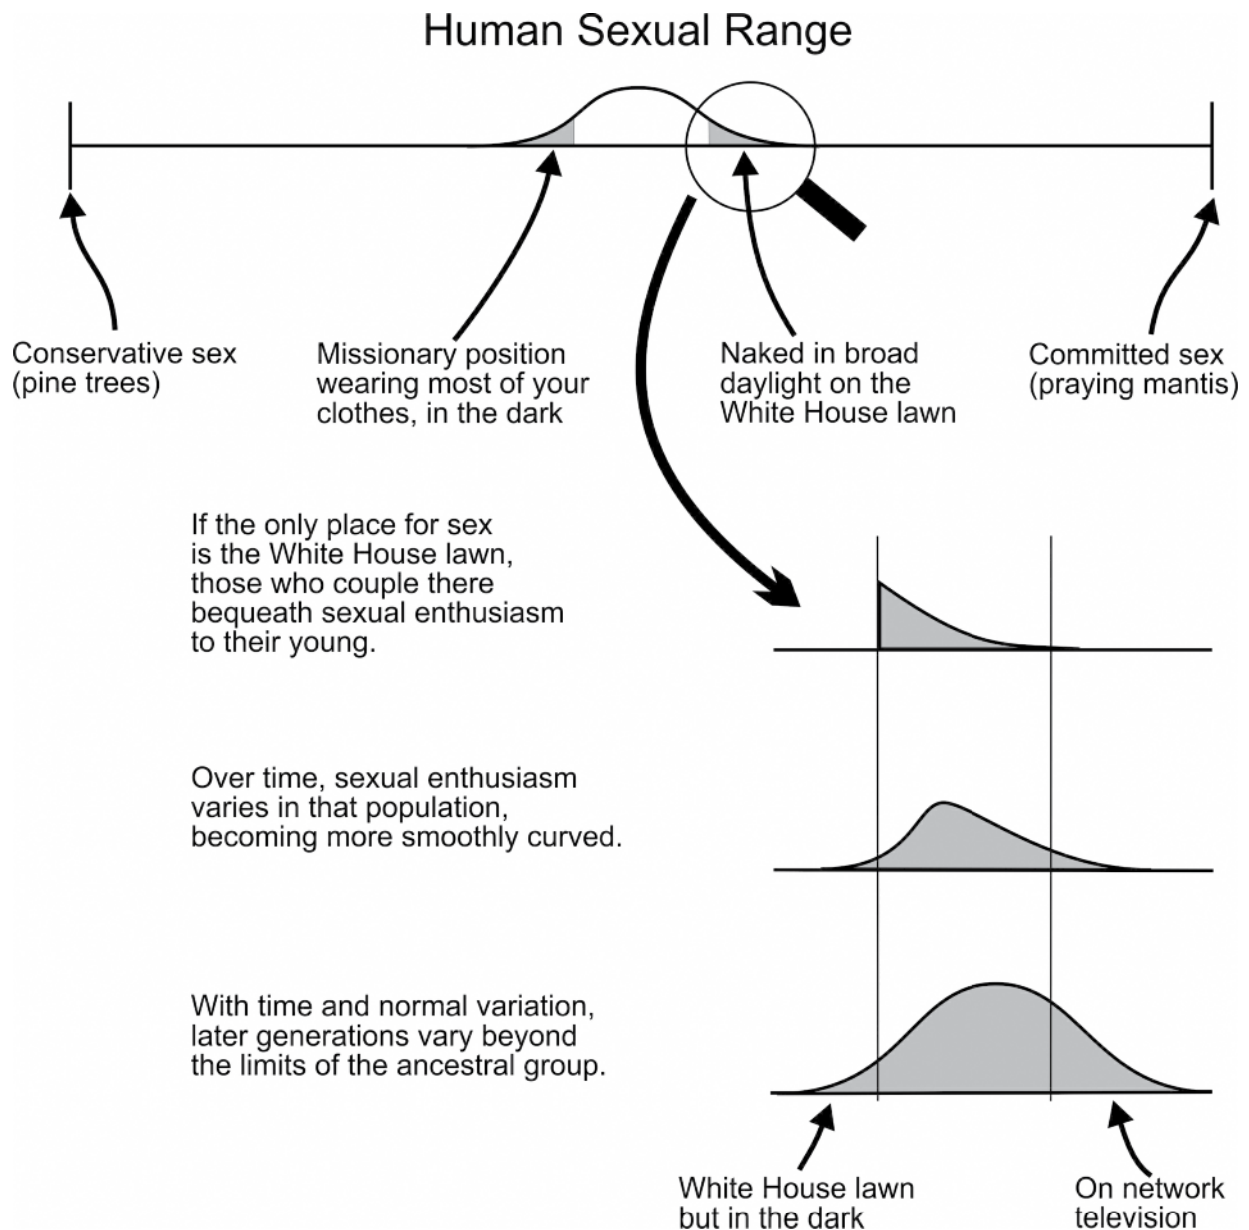 Human Sexual Range
Conservative sex
(pine trees)
Missionary position
wearing most of your
clothes, in the dark
Naked in broad
daylight on the
White House lawn
Committed sex
(praying mantis)
If the only place for sex
is the White House lawn,
those who couple there
bequeath sexual enthusiasm
to their young.
Over time, sexual enthusiasm
varies in that population,
becoming more smoothly curved.
With time and normal variation,
later generations vary beyond
the limits of the ancestral group.
White House lawn
but in the dark
On network
television